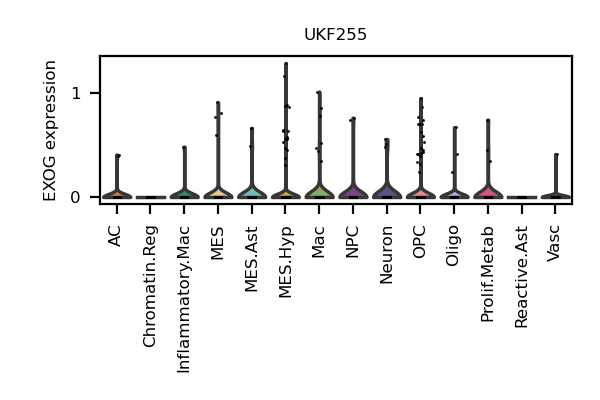 UKF255
EXOG expression
1
0
AC
Chromatin.Reg
Inflammatory.Mac
MES
MES.Ast
MES.Hyp
Mac
NPC
Neuron
OPC
Oligo
Prolif.Metab
Reactive.Ast
Vasc